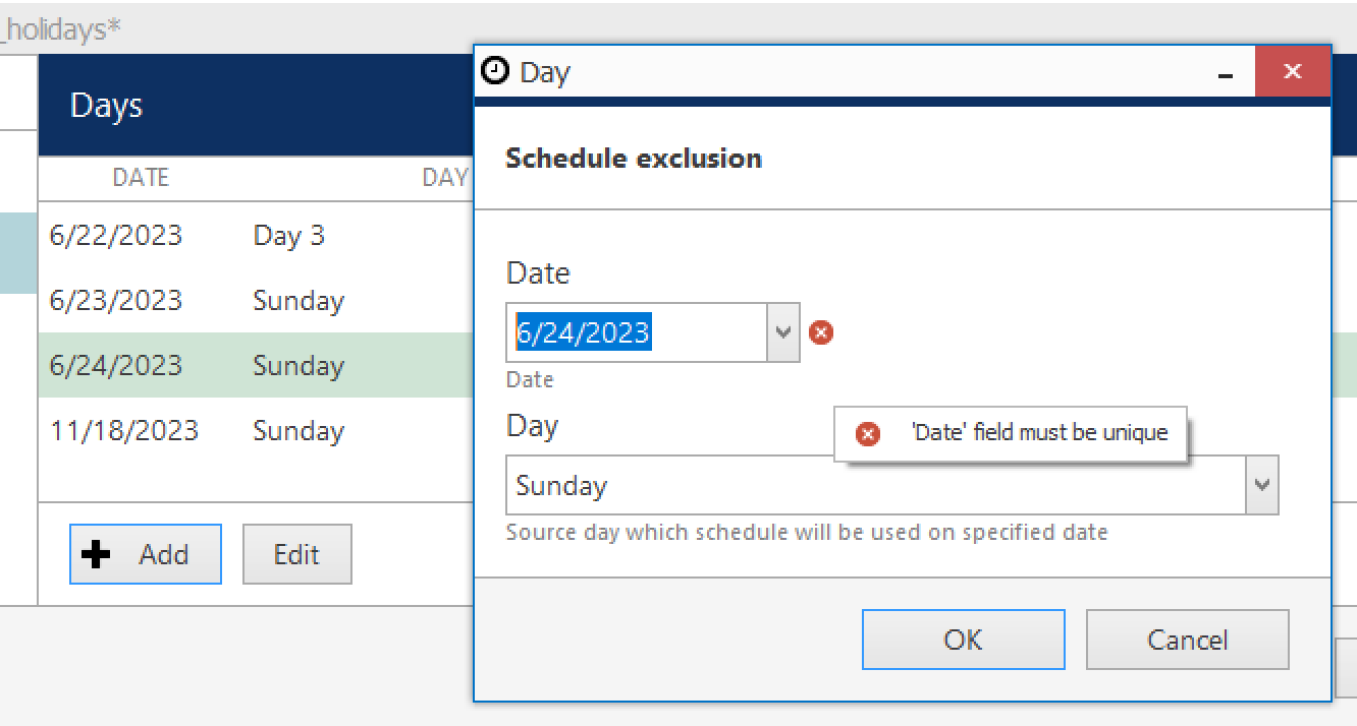 _holidays*
Days
DATE DAY
6/22/2023 Day 3
6/23/2023 Sunday
6/24/2023 Sunday
11/18/2023 Sunday
Add Edit
Day
Schedule exclusion
Date
6/24/2023
Date
Day
'Date' field must be unique
Sunday
Source day which schedule will be used on specified date
OK Cancel